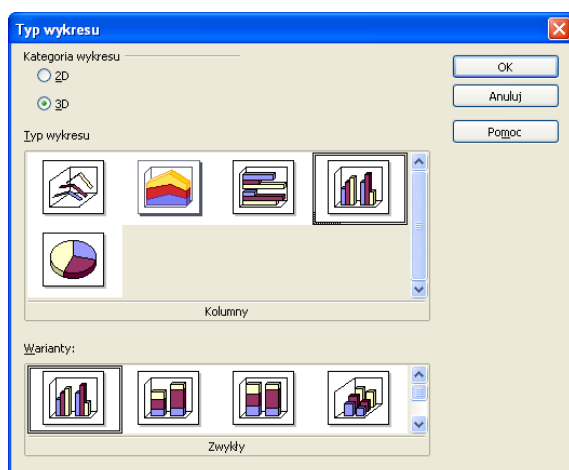 Typ wykresu
Kategoria wykresu
2D
3D
OK
Anuluj
Pomoc
Typ wykresu
Kolumny
Warianty:
Zwykły